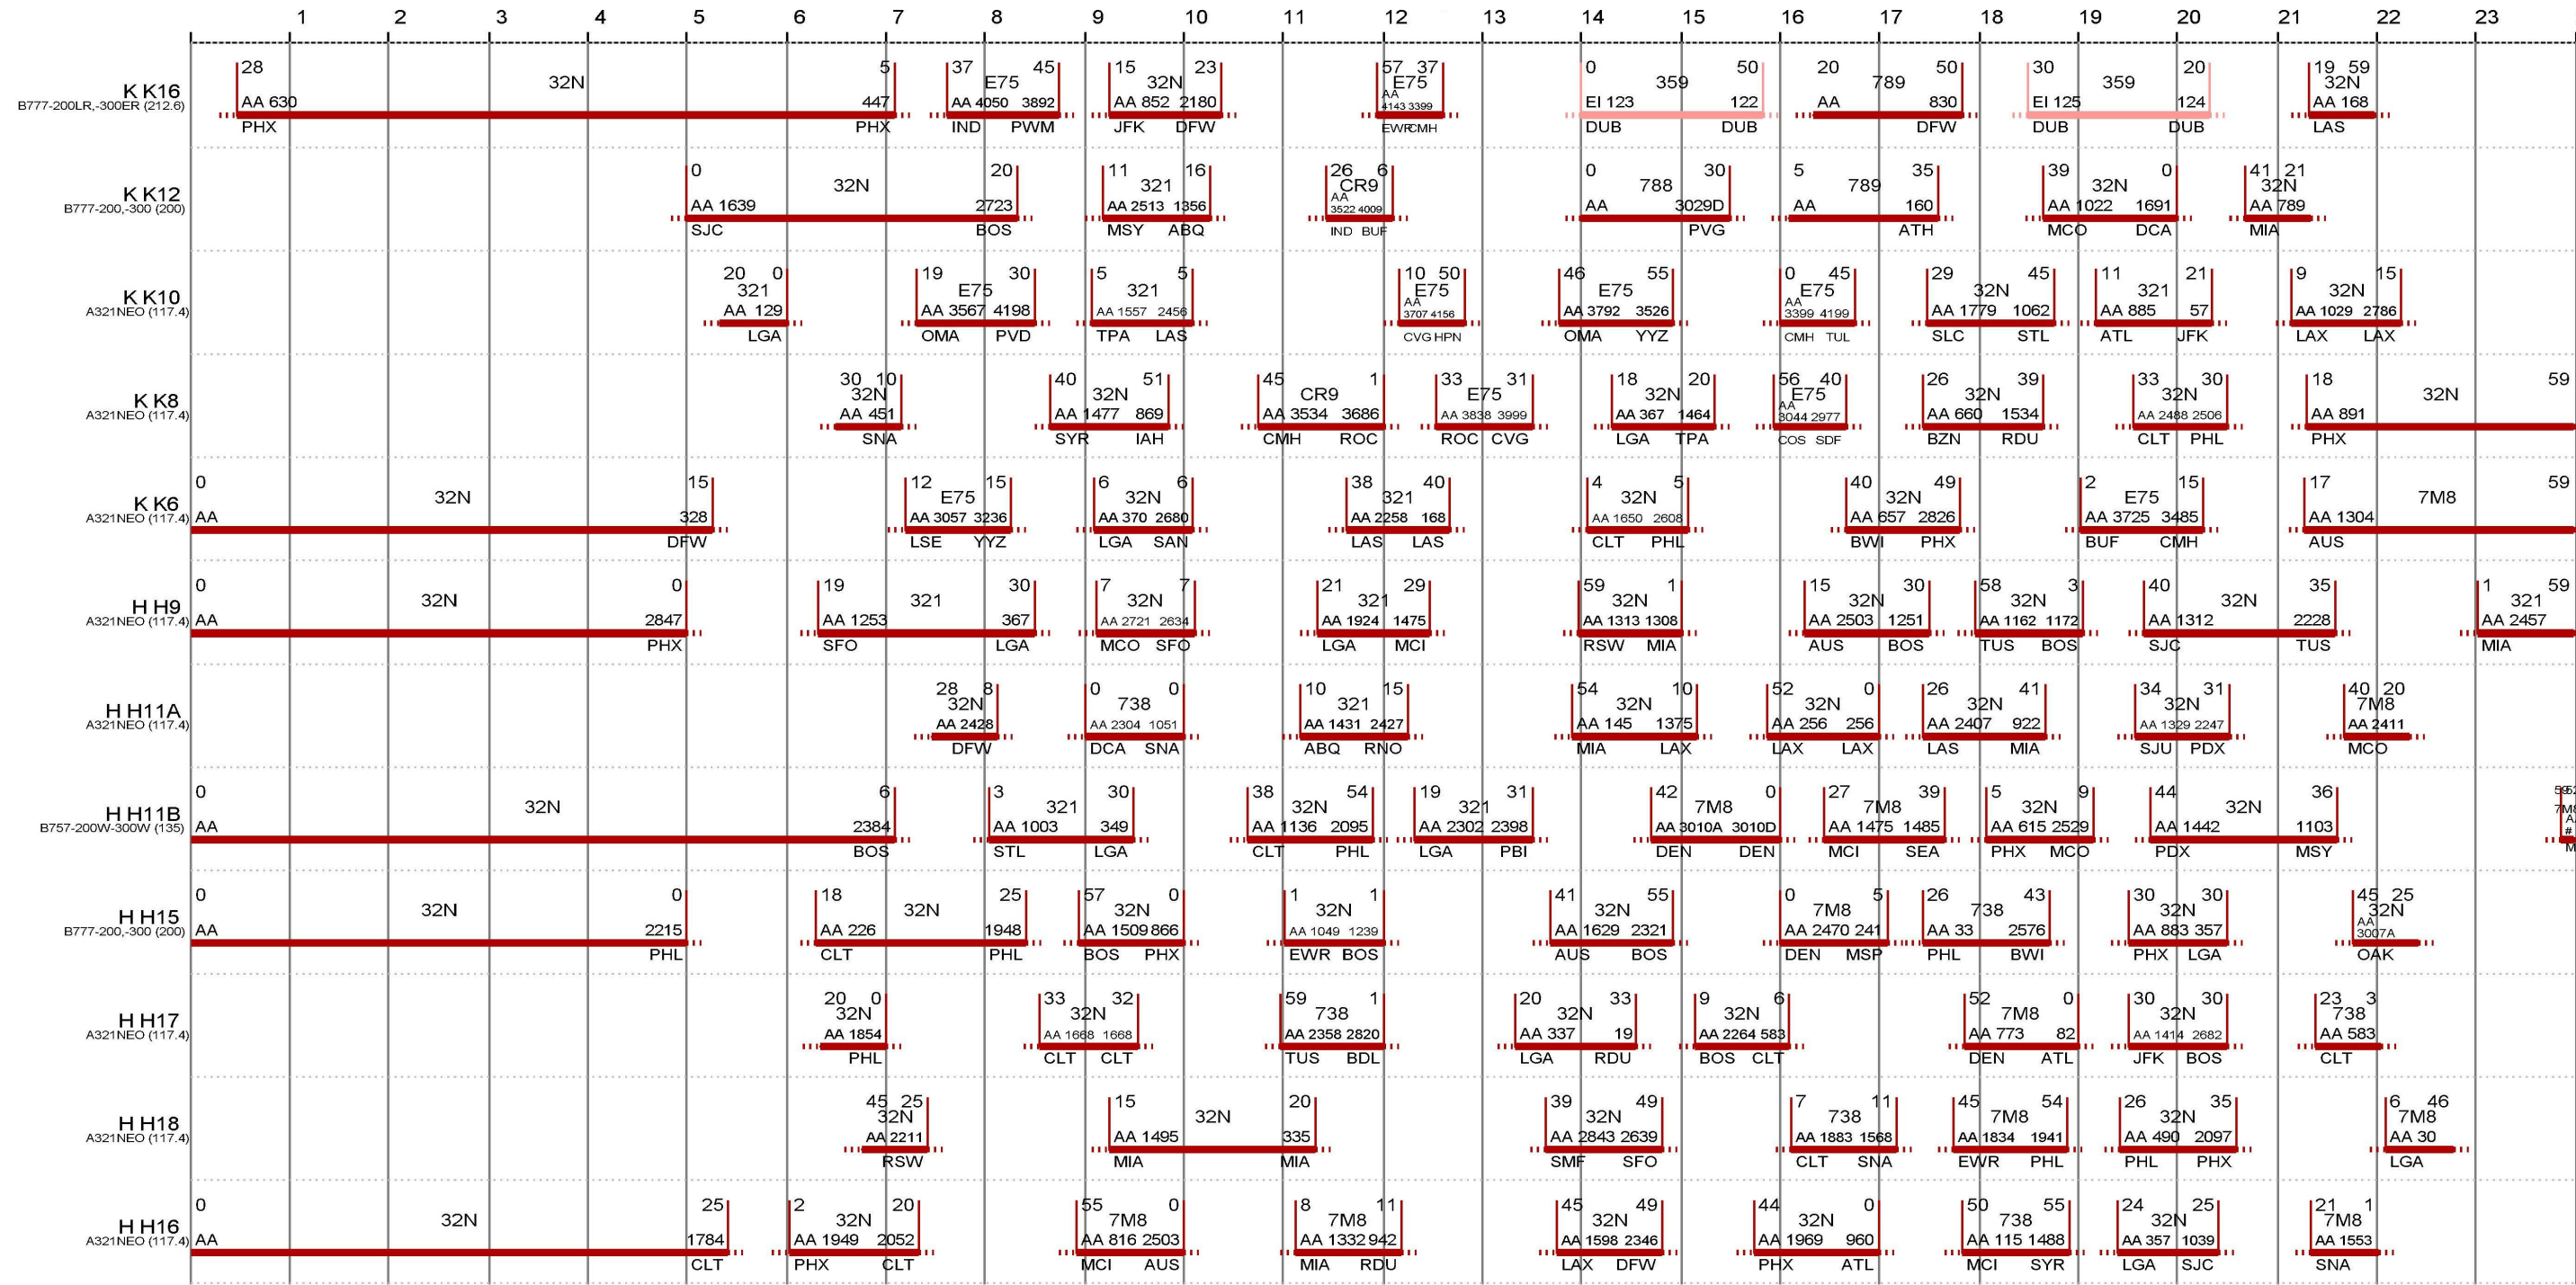 1 2 3 4 5 6 7 8 9 10 11 12 13 14 15 16 17 18 19 20 21 22 23
28 5 37 45 15 23 57 37 0 50 20 50 30 20 19 59
K K16 32N E75 32N E75 359 789 359 32N
B777-200LR,-300ER (212.6) AA 630 447 AA 4050 3892 AA 852 2180 AA 4143 3399 EI 123 122 AA 830 EI 125 124 AA 168
PHX PHX IND PWM JFK DFW EWR CMH DUB DUB DFW DUB DUB LAS
0 20 11 16 26 6 0 30 5 35 39 0 41 21
K K12 32N 321 CR9 788 789 32N 32N
B777-200,-300 (200) AA 1639 2723 AA 2513 1356 AA 3522 4009 AA 3029D AA 160 AA 1022 1691 AA 789
SJC BOS MSY ABQ IND BUF PVG ATH MCO DCA MIA
20 0 19 30 5 5 10 50 46 55 0 45 29 45 11 21 9 15
K K10 321 E75 321 E75 E75 E75 32N 321 32N
A321NEO (117.4) AA 129 AA 3567 4198 AA 1557 2456 AA 3707 4156 AA 3792 3526 AA 3399 4199 AA 1779 1062 AA 885 57 AA 1029 2786
LGA OMA PVD TPA LAS CVG HPN OMA YYZ CMH TUL SLC STL ATL JFK LAX LAX
30 10 40 51 45 1 33 31 18 20 56 40 26 39 33 30 18 59
K K8 32N 32N CR9 E75 32N E75 32N 32N 32N
A321NEO (117.4) AA 451 AA 1477 869 AA 3534 3686 AA 3838 3999 AA 367 1464 AA 3044 2977 AA 660 1534 AA 2488 2506 AA 891
SNA SYR IAH CMH ROC ROC CVG LGA TPA COS SDF BZN RDU CLT PHL PHX
0 15 12 15 6 6 38 40 4 5 40 49 2 15 17 59
K K6 32N E75 32N 321 32N 32N E75 7M8
A321NEO (117.4) AA 328 AA 3057 3236 AA 370 2680 AA 2258 168 AA 1650 2608 AA 657 2826 AA 3725 3485 AA 1304
DFW LSE YYZ LGA SAN LAS LAS CLT PHL BWI PHX BUF CMH AUS
0 0 19 30 7 7 21 29 59 1 15 30 58 3 40 35 1 59
H H9 32N 321 32N 321 32N 32N 32N 32N 321
A321NEO (117.4) AA 2847 AA 1253 367 AA 2721 2634 AA 1924 1475 AA 1313 1308 AA 2503 1251 AA 1162 1172 AA 1312 2228 AA 2457
PHX SFO LGA MCO SFO LGA MCI RSW MIA AUS BOS TUS BOS SJC TUS MIA
28 8 0 0 10 15 54 10 52 0 26 41 34 31 40 20
H H11A 32N 738 321 32N 32N 32N 32N 7M8
A321NEO (117.4) AA 2428 AA 2304 1051 AA 1431 2427 AA 145 1375 AA 256 256 AA 2407 922 AA 1329 2247 AA 2411
DFW DCA SNA ABQ RNO MIA LAX LAX LAX LAS MIA SJU PDX MCO
0 6 3 30 38 54 19 31 42 0 27 39 5 9 44 36
H H11B 32N 321 32N 321 7M8 7M8 32N 32N
B757-200W-300W (135) AA 2384 AA 1003 349 AA 1136 2095 AA 2302 2398 AA 3010A 3010D AA 1475 1485 AA 615 2529 AA 1442 1103 #
BOS STL LGA CLT PHL LGA PBI DEN DEN MCI SEA PHX MCO PDX MSY
0 0 18 25 57 0 1 1 41 55 0 5 26 43 30 30 45 25
H H15 32N 32N 32N 32N 32N 7M8 738 32N 32N
B777-200,-300 (200) AA 2215 AA 226 1948 AA 1509 866 AA 1049 1239 AA 1629 2321 AA 2470 241 AA 33 2576 AA 883 357 AA 3007A
PHL CLT PHL BOS PHX EWR BOS AUS BOS DEN MSP PHL BWI PHX LGA OAK
20 0 33 32 59 1 20 33 9 6 52 0 30 30 23 3
H H17 32N 32N 738 32N 32N 7M8 32N 738
A321NEO (117.4) AA 1854 AA 1668 1668 AA 2358 2820 AA 337 19 AA 2264 583 AA 773 82 AA 1414 2682 AA 583
PHL CLT CLT TUS BDL LGA RDU BOS CLT DEN ATL JFK BOS CLT
45 25 15 20 39 49 7 11 45 54 26 35 6 46
H H18 32N 32N 32N 738 7M8 32N 7M8
A321NEO (117.4) AA 2211 AA 1495 335 AA 2843 2639 AA 1883 1568 AA 1834 1941 AA 490 2097 AA 30
RSW MIA MIA SMF SFO CLT SNA EWR PHL PHL PHX LGA
0 25 2 20 55 0 8 11 45 49 44 0 50 55 24 25 21 1
H H16 32N 32N 7M8 7M8 32N 32N 738 32N 7M8
A321NEO (117.4) AA 1784 AA 1949 2052 AA 816 2503 AA 1332 942 AA 1598 2346 AA 1969 960 AA 115 1488 AA 357 1039 AA 1553
CLT PHX CLT MCI AUS MIA RDU LAX DFW PHX ATL MCI SYR LGA SJC SNA